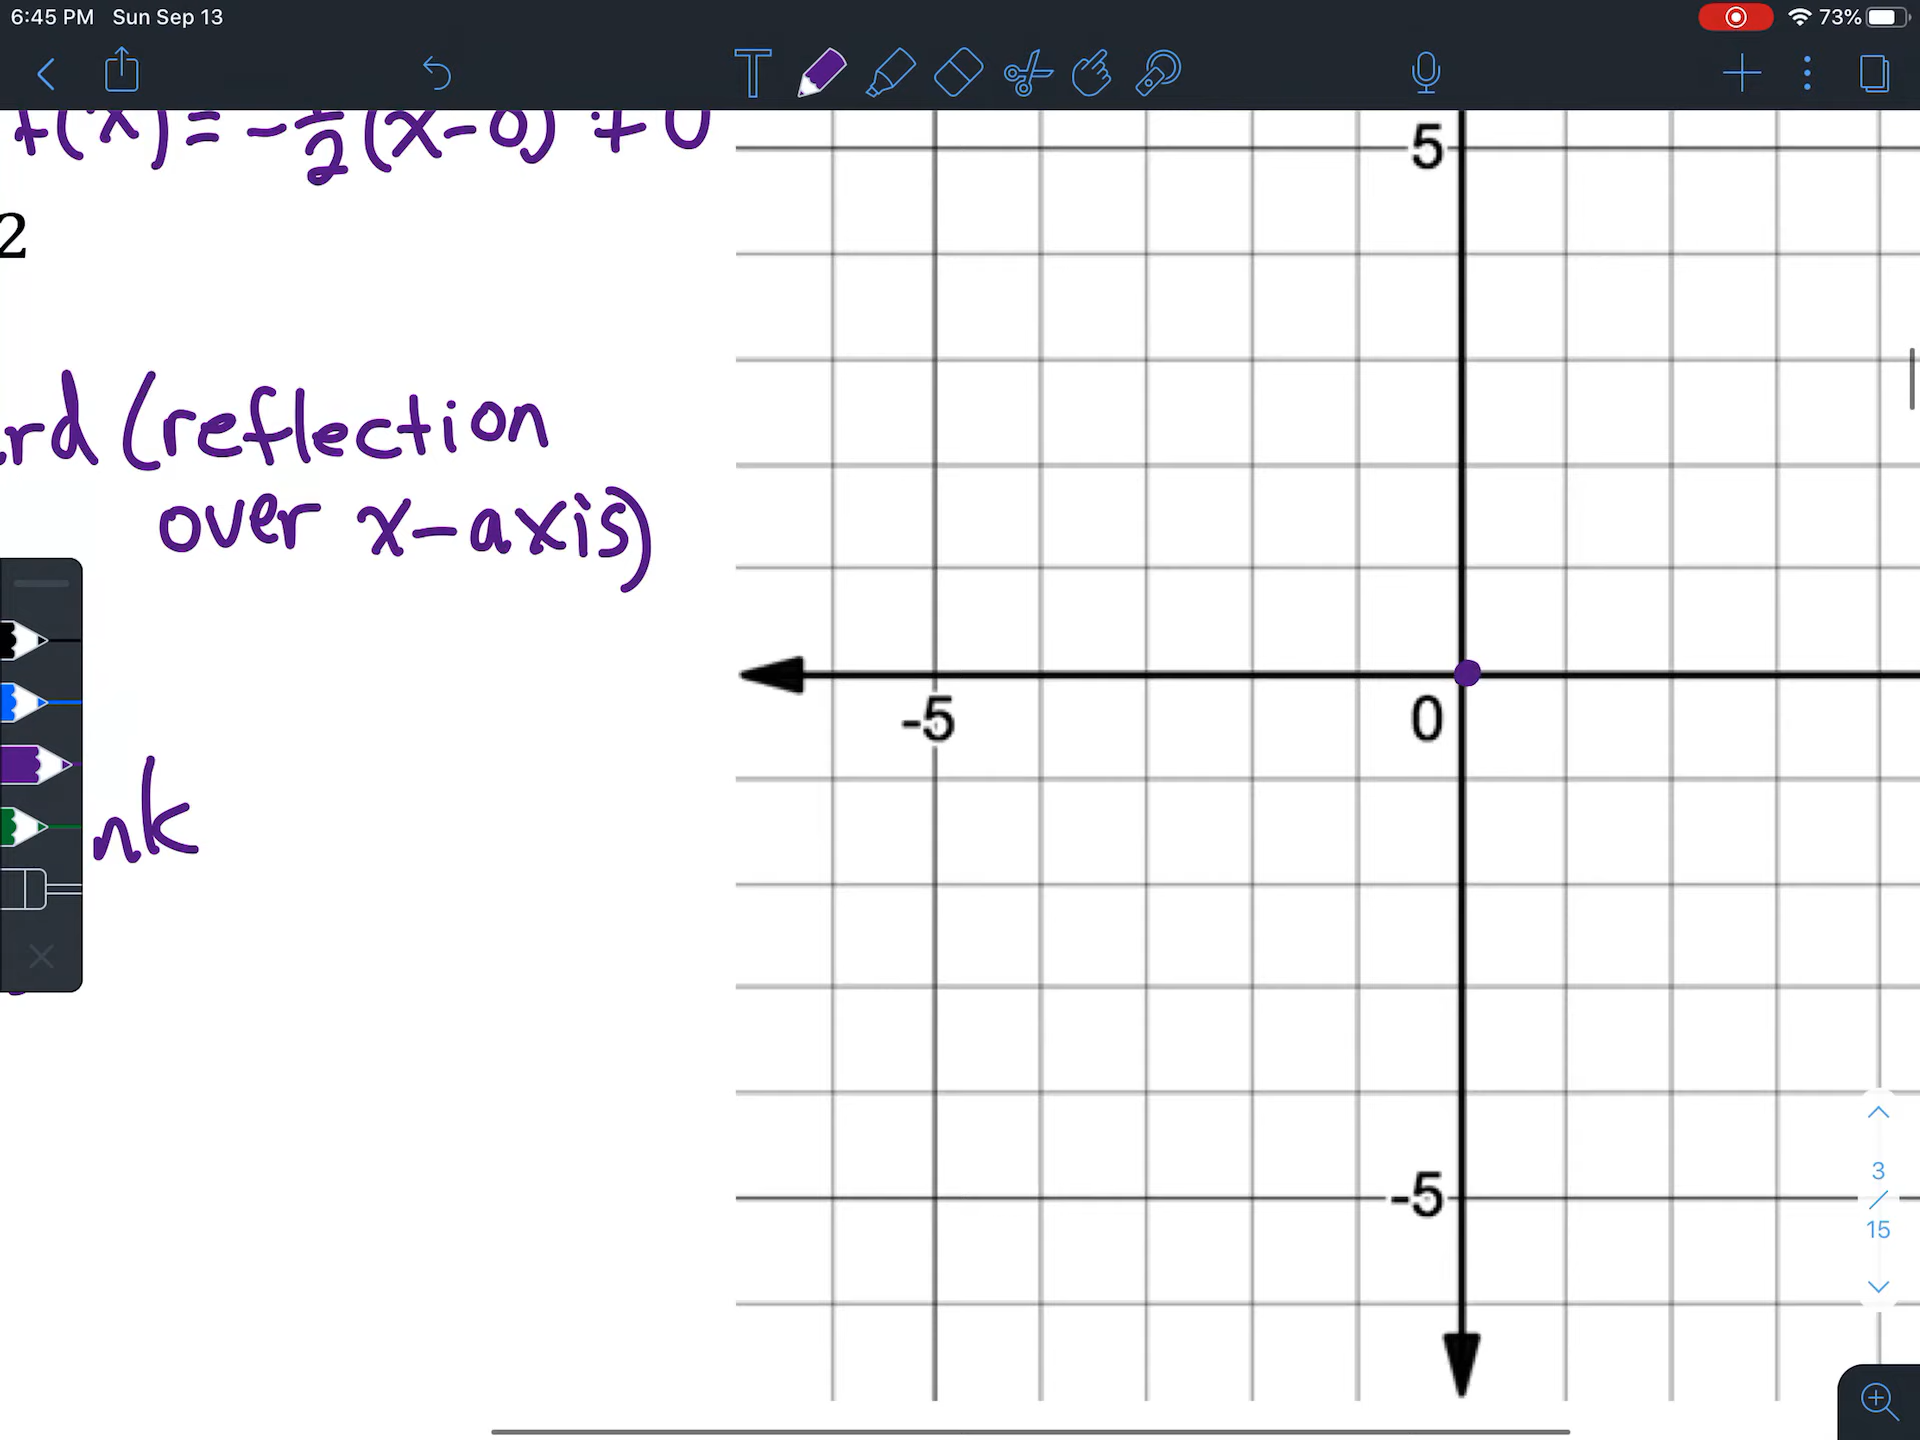 6:45 PM Sun Sep 13
73%
f(x) = -1/2(x-0) + 0
2
rd (reflection
over x-axis)
nk
5
-5
0
-5
3
/
15